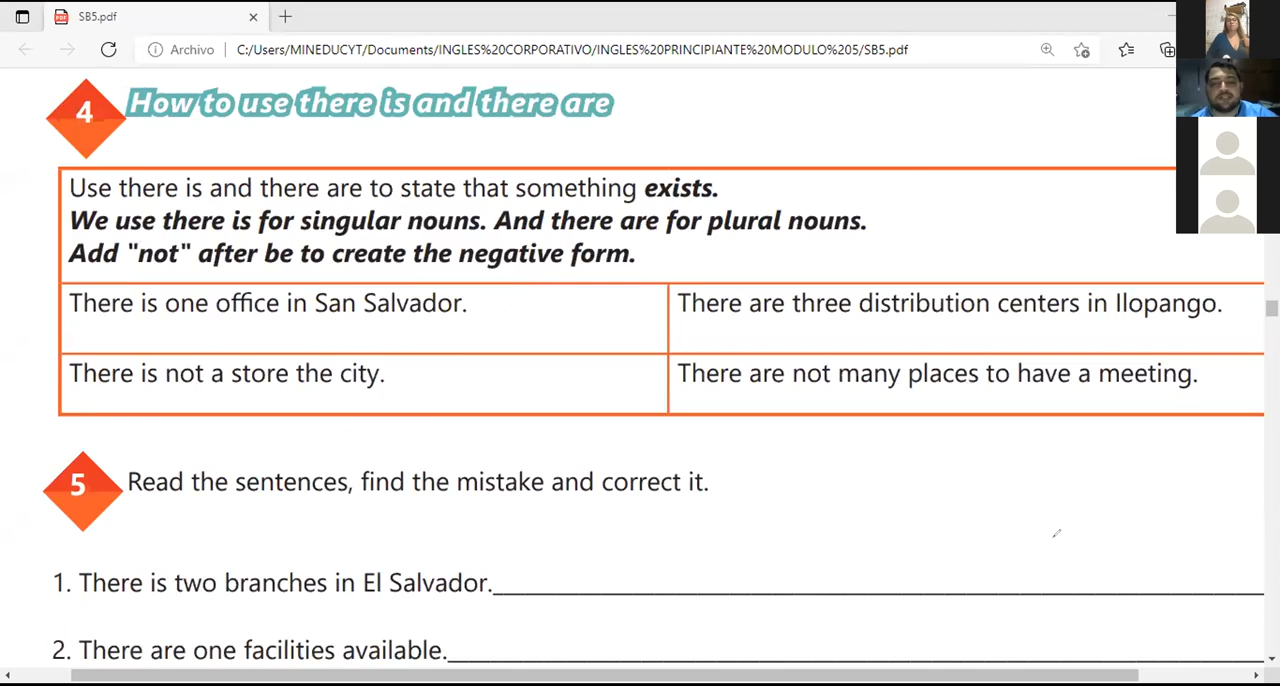 SB5.pdf
Archivo
C:/Users/MINEDUCYT/Documents/INGLES%20CORPORATIVO/INGLES%20PRINCIPIANTE%20MODULO%205/SB5.pdf
4 How to use there is and there are
Use there is and there are to state that something exists.
We use there is for singular nouns. And there are for plural nouns.
Add "not" after be to create the negative form.
There is one office in San Salvador.
There are three distribution centers in Ilopango.
There is not a store the city.
There are not many places to have a meeting.
5 Read the sentences, find the mistake and correct it.
1. There is two branches in El Salvador.
2. There are one facilities available.